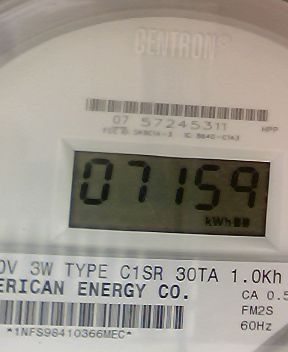 CENTRON®
07 57245311
HPP
07159
kWh
0V 3W TYPE C1SR 30TA 1.0Kh
ERICAN ENERGY CO.
CA 0.5
FM2S
60Hz
*1NFS98410366MEC*